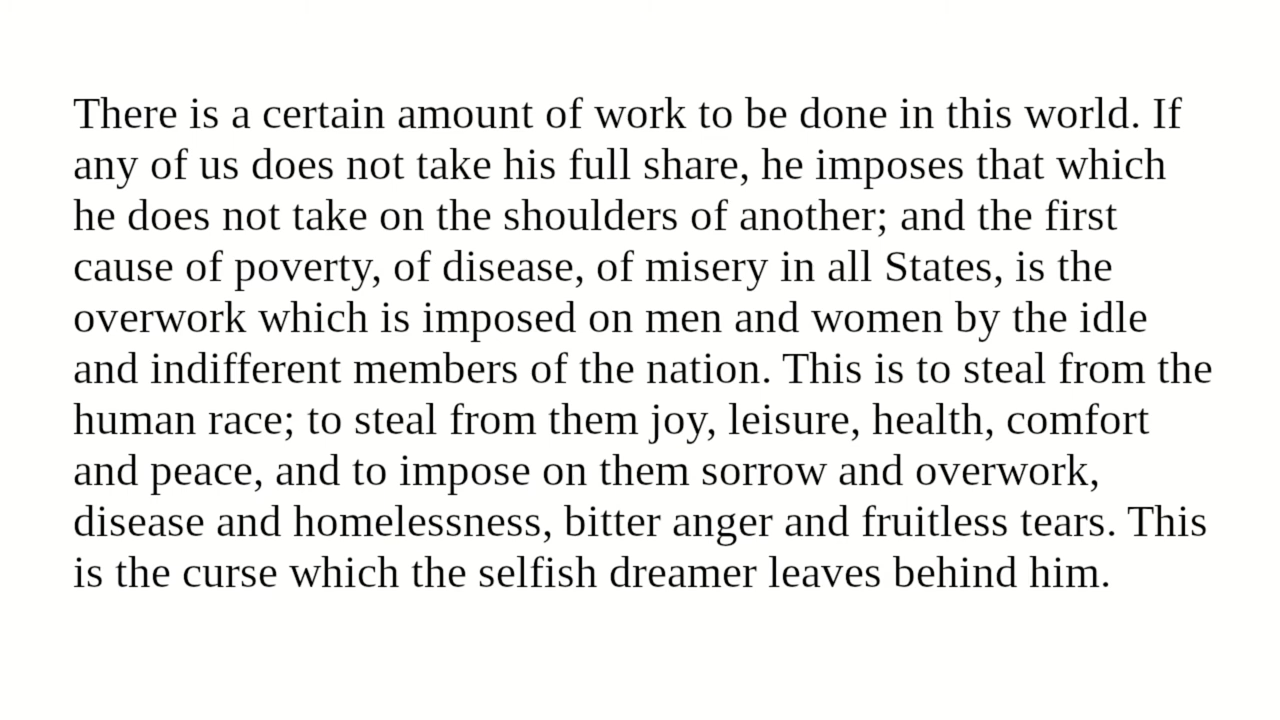 There is a certain amount of work to be done in this world. If
any of us does not take his full share, he imposes that which
he does not take on the shoulders of another; and the first
cause of poverty, of disease, of misery in all States, is the
overwork which is imposed on men and women by the idle
and indifferent members of the nation. This is to steal from the
human race; to steal from them joy, leisure, health, comfort
and peace, and to impose on them sorrow and overwork,
disease and homelessness, bitter anger and fruitless tears. This
is the curse which the selfish dreamer leaves behind him.